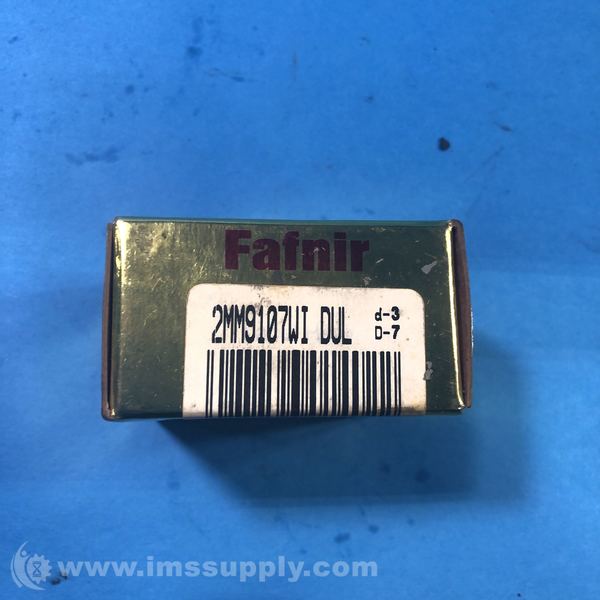 Fafnir
2MM9107WI DUL d-3
D-7
www.imssupply.com